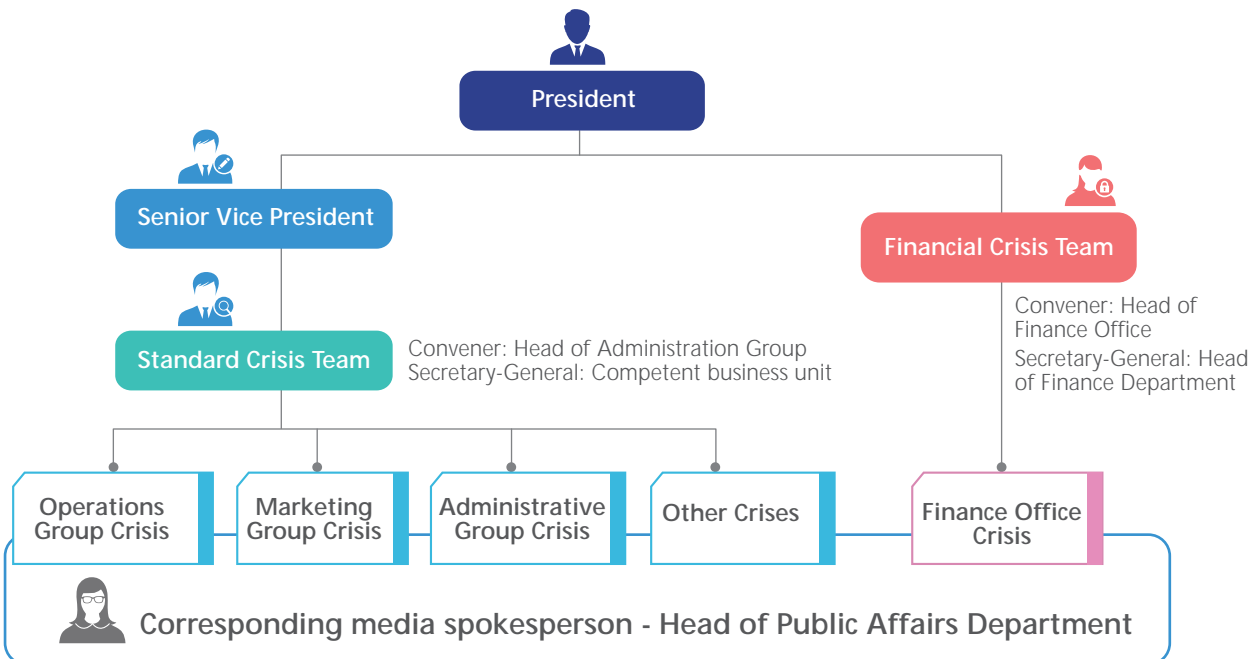 President
Senior Vice President
Financial Crisis Team
Convener: Head of
Finance Office
Secretary-General: Head
of Finance Department
Standard Crisis Team
Convener: Head of Administration Group
Secretary-General: Competent business unit
Operations
Group Crisis
Marketing
Group Crisis
Administrative
Group Crisis
Other Crises
Finance Office
Crisis
Corresponding media spokesperson - Head of Public Affairs Department